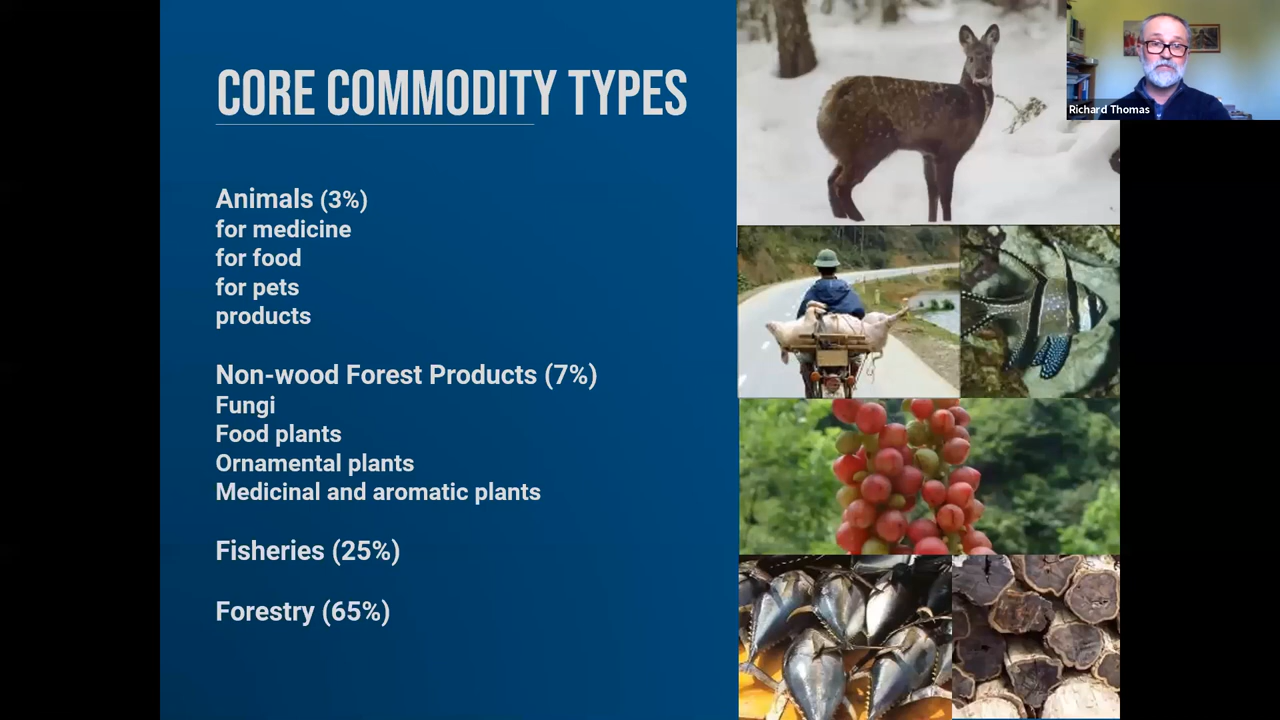 CORE COMMODITY TYPES
Animals (3%)
for medicine
for food
for pets
products
Non-wood Forest Products (7%)
Fungi
Food plants
Ornamental plants
Medicinal and aromatic plants
Fisheries (25%)
Forestry (65%)
Richard Thomas